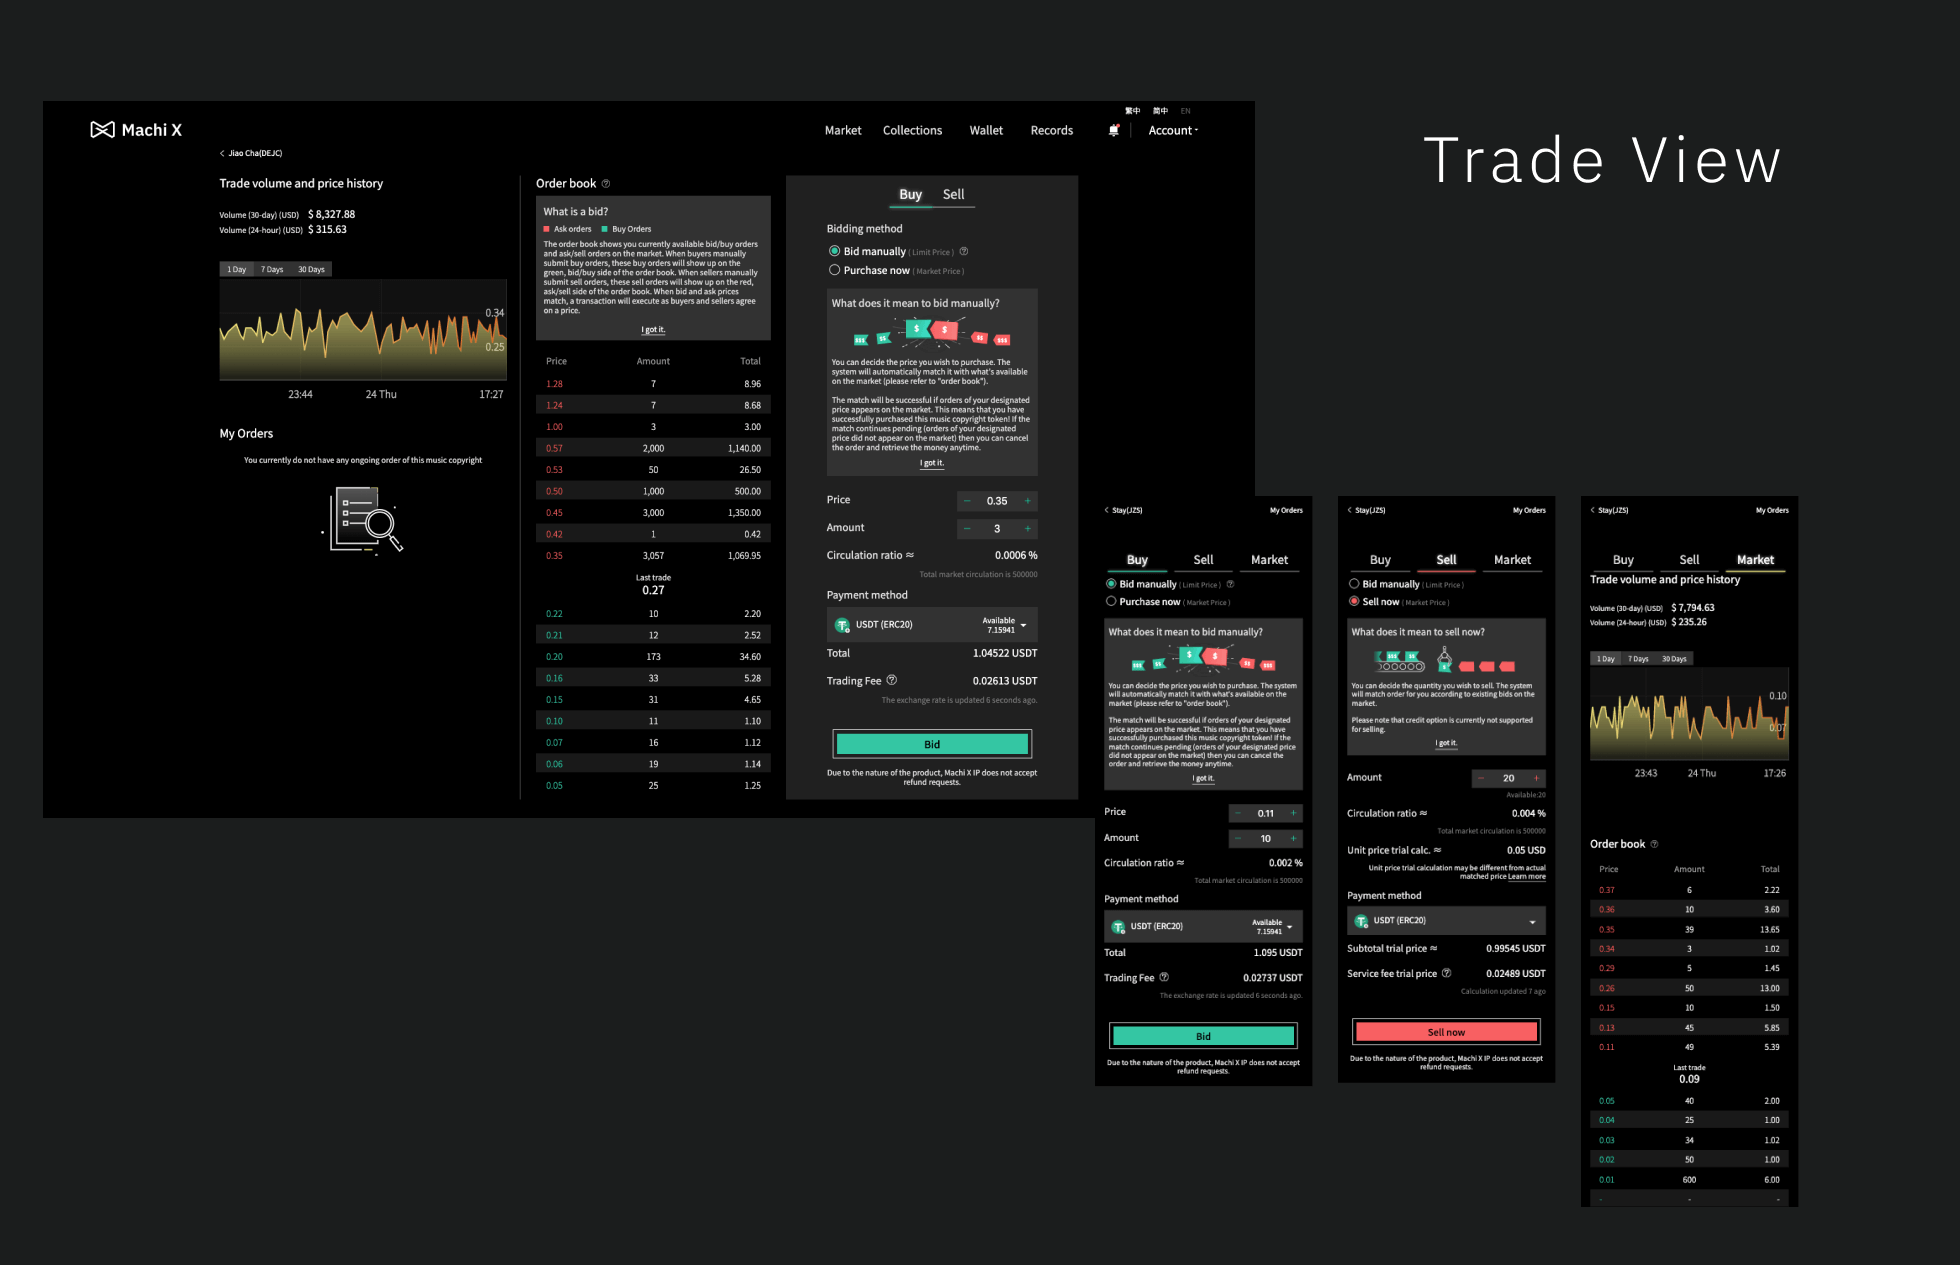 Trade View
繁中 简中 EN
Machi X
Market Collections Wallet Records Account
Jiao Cha(DEJC)
Trade volume and price history
Volume (30-day) (USD) $ 8,327.88
Volume (24-hour) (USD) $ 315.63
1 Day 7 Days 30 Days
0.34
0.25
23:44 24 Thu 17:27
My Orders
You currently do not have any ongoing order of this music copyright
Order book
What is a bid?
Ask orders Buy Orders
The order book shows you currently available bid/buy orders
and ask/sell orders on the market. When buyers manually
submit buy orders, these buy orders will show up on the
green, bid/buy side of the order book. When sellers manually
submit sell orders, these sell orders will show up on the red,
ask/sell side of the order book. When bid and ask prices
match, a transaction will execute as buyers and sellers agree
on a price.
I got it.
Price Amount Total
1.28 7 8.96
1.24 7 8.68
1.00 3 3.00
0.57 2,000 1,140.00
0.53 50 26.50
0.50 1,000 500.00
0.45 3,000 1,350.00
0.42 1 0.42
0.35 3,057 1,069.95
Last trade
0.27
0.22 10 2.20
0.21 12 2.52
0.20 173 34.60
0.16 33 5.28
0.15 31 4.65
0.10 11 1.10
0.07 16 1.12
0.06 19 1.14
0.05 25 1.25
Buy Sell
Bidding method
Bid manually ( Limit Price )
Purchase now ( Market Price )
What does it mean to bid manually?
$$$ $$ $ $ $$ $$$
You can decide the price you wish to purchase. The
system will automatically match it with what's available
on the market (please refer to "order book").
The match will be successful if orders of your designated
price appears on the market. This means that you have
successfully purchased this music copyright token! If the
match continues pending (orders of your designated
price did not appear on the market) then you can cancel
the order and retrieve the money anytime.
I got it.
Price − 0.35 +
Amount − 3 +
Circulation ratio ≈ 0.0006 %
Total market circulation is 500000
Payment method
USDT (ERC20) Available
7.15941
Total 1.04522 USDT
Trading Fee 0.02613 USDT
The exchange rate is updated 6 seconds ago.
Bid
Due to the nature of the product, Machi X IP does not accept
refund requests.
Stay(JZS) My Orders
Buy Sell Market
Bid manually ( Limit Price )
Purchase now ( Market Price )
What does it mean to bid manually?
$$$ $$ $ $ $$ $$$
You can decide the price you wish to purchase. The system
will automatically match it with what's available on the
market (please refer to "order book").
The match will be successful if orders of your designated
price appears on the market. This means that you have
successfully purchased this music copyright token! If the
match continues pending (orders of your designated price
did not appear on the market) then you can cancel the
order and retrieve the money anytime.
I got it.
Price − 0.11 +
Amount − 10 +
Circulation ratio ≈ 0.002 %
Total market circulation is 500000
Payment method
USDT (ERC20) Available
7.15941
Total 1.095 USDT
Trading Fee 0.02737 USDT
The exchange rate is updated 6 seconds ago.
Bid
Due to the nature of the product, Machi X IP does not accept
refund requests.
Stay(JZS) My Orders
Buy Sell Market
Bid manually ( Limit Price )
Sell now ( Market Price )
What does it mean to sell now?
$$$ $$ $$ $
You can decide the quantity you wish to sell. The system
will match order for you according to existing bids on the
market.
Please note that credit option is currently not supported
for selling.
I got it.
Amount − 20 +
Available:20
Circulation ratio ≈ 0.004 %
Total market circulation is 500000
Unit price trial calc. ≈ 0.05 USD
Unit price trial calculation may be different from actual
matched price Learn more
Payment method
USDT (ERC20)
Subtotal trial price ≈ 0.99545 USDT
Service fee trial price 0.02489 USDT
Calculation updated 7 ago
Sell now
Due to the nature of the product, Machi X IP does not accept
refund requests.
Stay(JZS) My Orders
Buy Sell Market
Trade volume and price history
Volume (30-day) (USD) $ 7,794.63
Volume (24-hour) (USD) $ 235.26
1 Day 7 Days 30 Days
0.10
0.07
23:43 24 Thu 17:26
Order book
Price Amount Total
0.37 6 2.22
0.36 10 3.60
0.35 39 13.65
0.34 3 1.02
0.29 5 1.45
0.26 50 13.00
0.15 10 1.50
0.13 45 5.85
0.11 49 5.39
Last trade
0.09
0.05 40 2.00
0.04 25 1.00
0.03 34 1.02
0.02 50 1.00
0.01 600 6.00
- - -